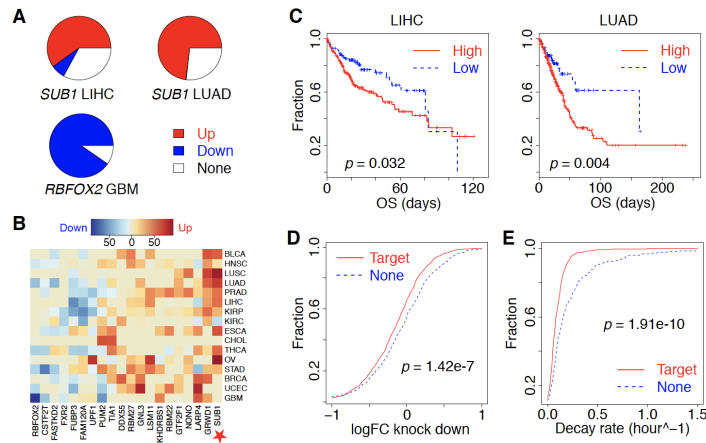 A
SUB1 LIHC
SUB1 LUAD
RBFOX2 GBM
Up
Down
None
B
Down
Up
50 0 50
BLCA
HNSC
LUSC
LUAD
PRAD
LIHC
KIRP
KIRC
ESCA
CHOL
THCA
OV
STAD
BRCA
UCEC
GBM
RBFOX2
CSTF2T
FASTKD2
FXR2
FUBP3
FAM120A
UPF1
PUM2
TIA1
DDX55
RBM27
GNL3
LSM11
KHDRBS1
RBM22
GTF2F1
NONO
LARP4
GRWD1
SUB1
C
LIHC
Fraction
1.0
0.6
0.2
High
Low
p = 0.032
0 60 120
OS (days)
LUAD
Fraction
1.0
0.6
0.2
High
Low
p = 0.004
0 100 200
OS (days)
D
Fraction
1.0
0.6
0.2
Target
None
p = 1.42e-7
-1 0 1
logFC knock down
E
Fraction
1.0
0.6
0.2
p = 1.91e-10
Target
None
0.0 0.5 1.0 1.5
Decay rate (hour^-1)